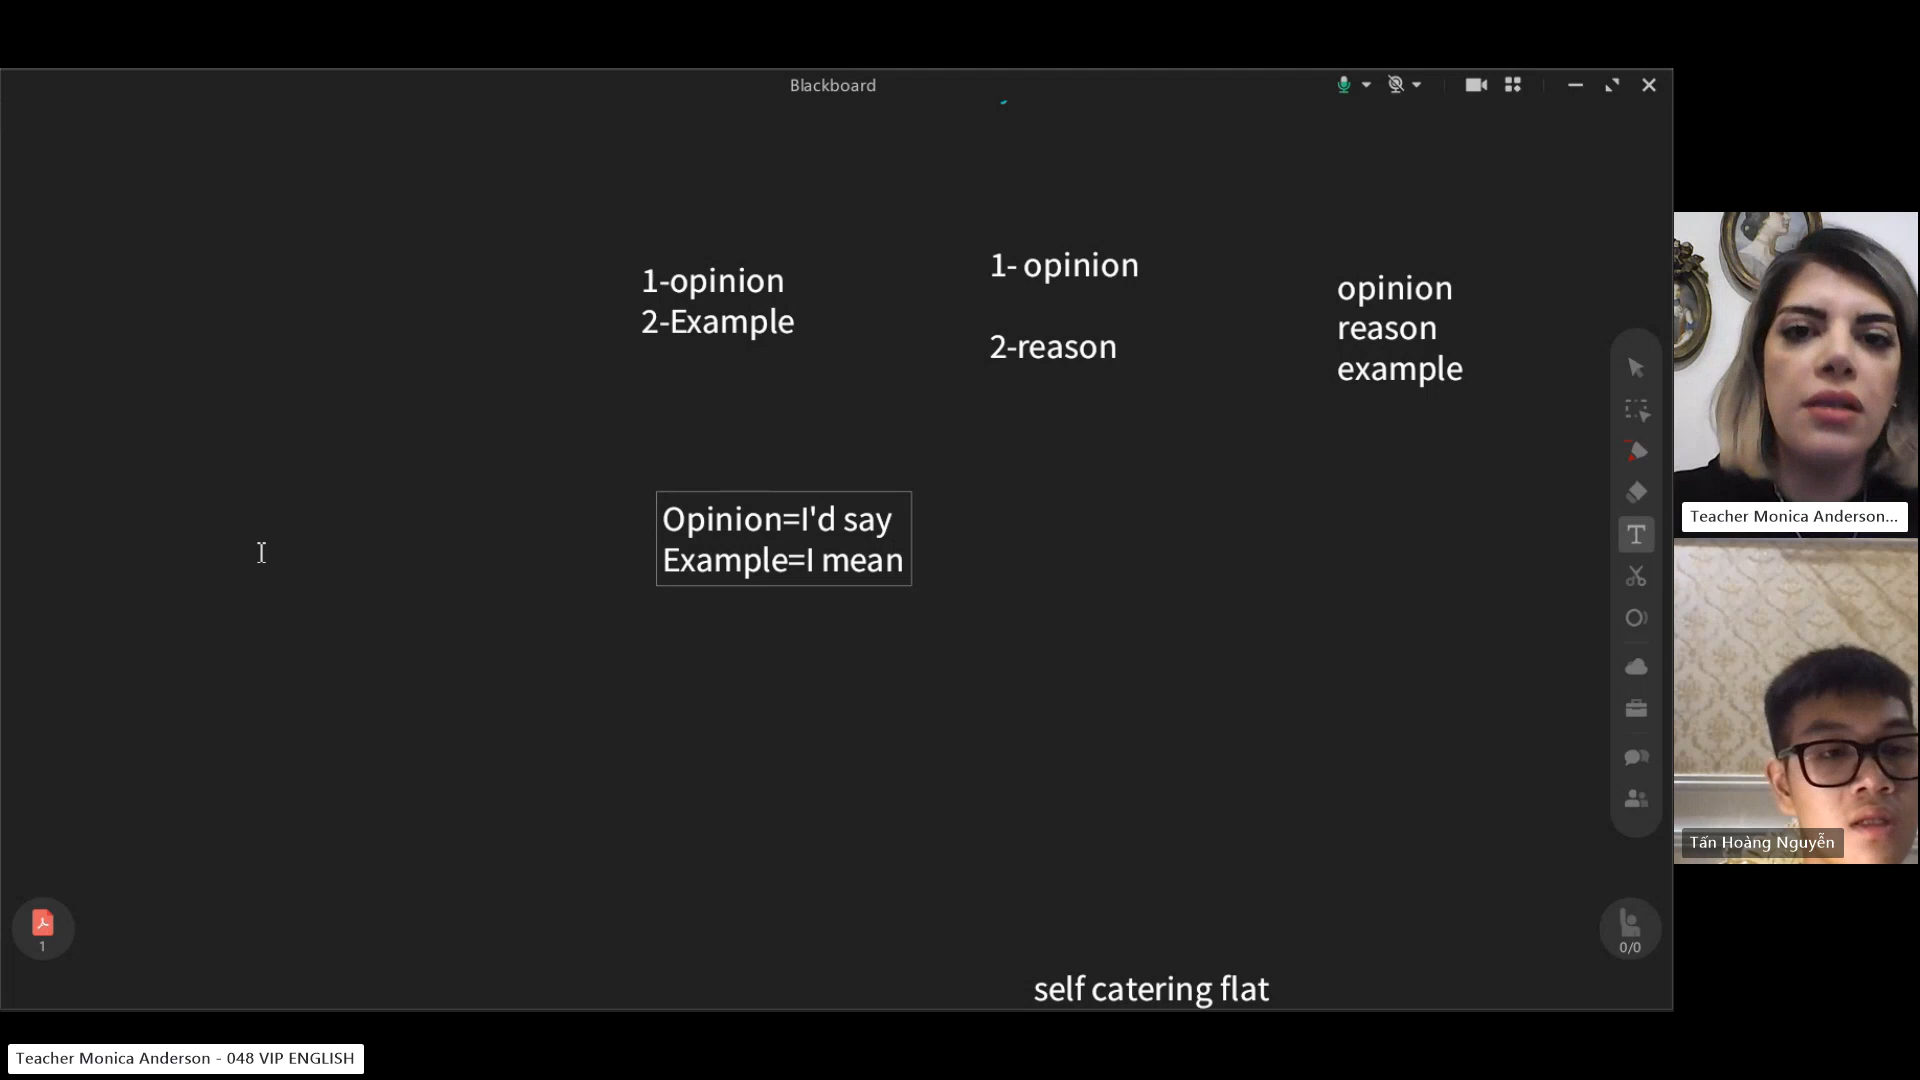 Blackboard
1-opinion
2-Example
1- opinion
2-reason
opinion
reason
example
Opinion=I'd say
Example=I mean
self catering flat
1
0/0
Teacher Monica Anderson...
Tấn Hoàng Nguyễn
Teacher Monica Anderson - 048 VIP ENGLISH